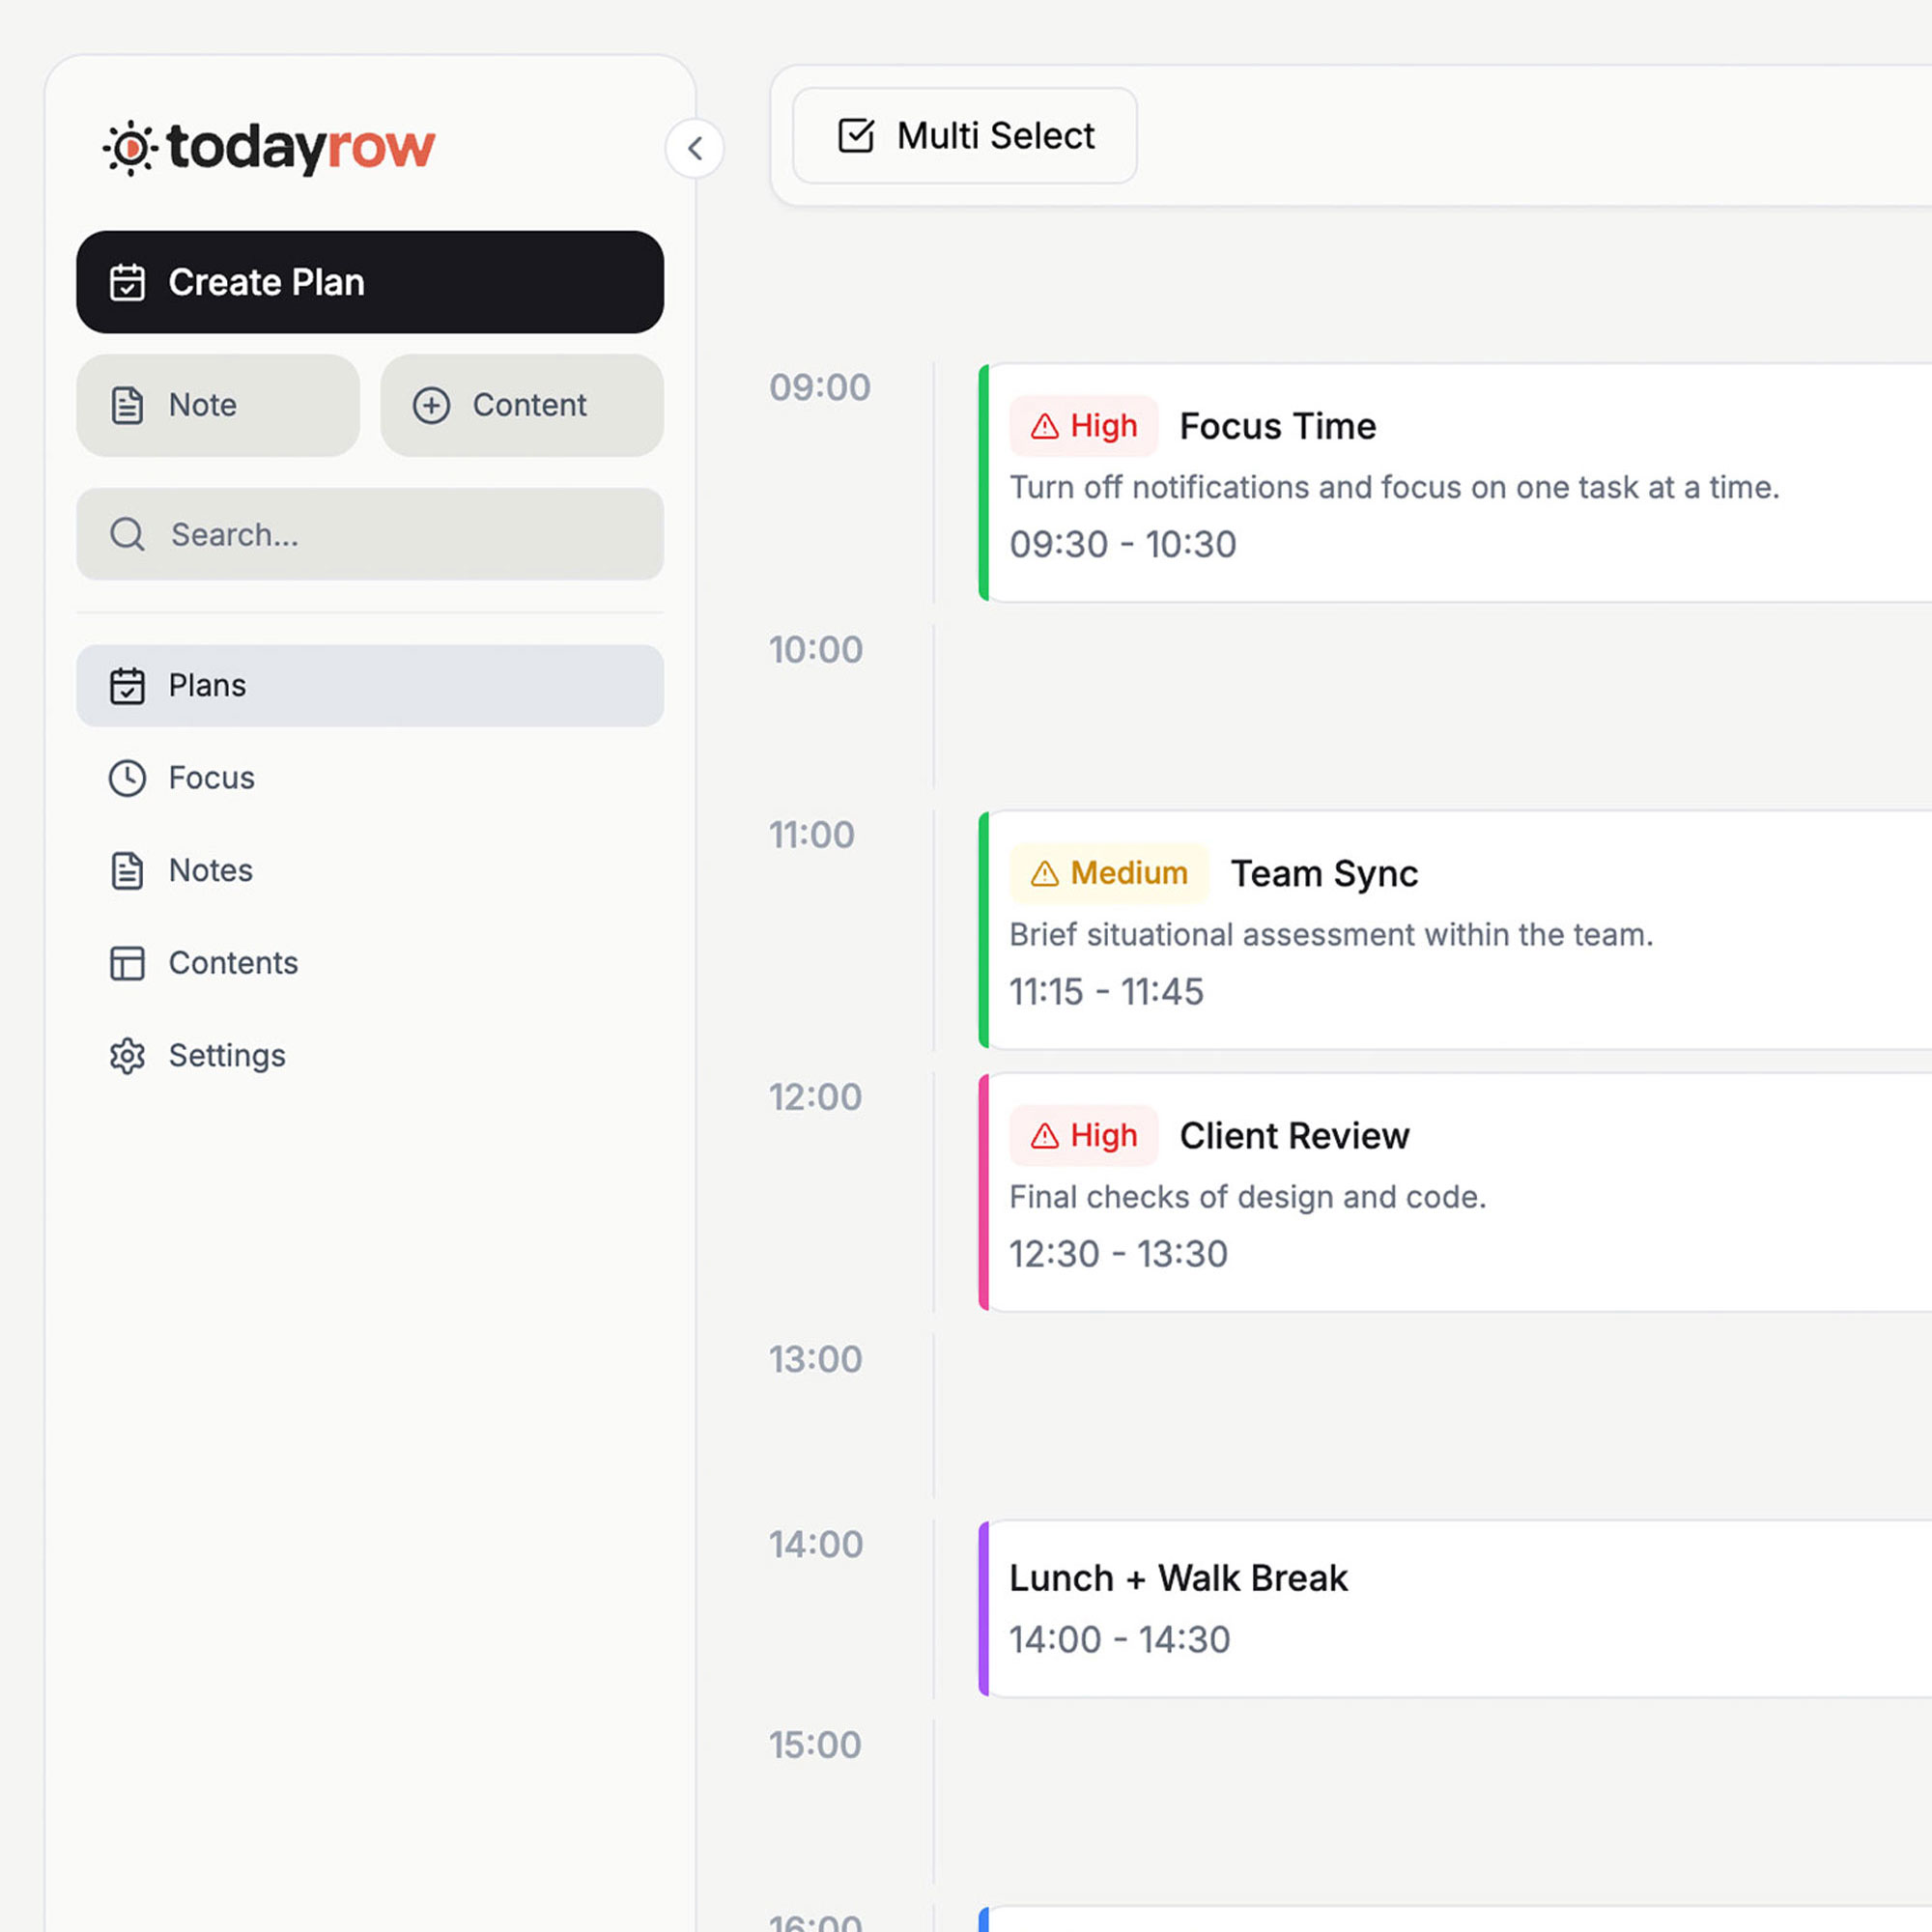 todayrow
Create Plan
Note
Content
Search...
Plans
Focus
Notes
Contents
Settings
Multi Select
09:00
High Focus Time
Turn off notifications and focus on one task at a time.
09:30 - 10:30
10:00
11:00
Medium Team Sync
Brief situational assessment within the team.
11:15 - 11:45
12:00
High Client Review
Final checks of design and code.
12:30 - 13:30
13:00
14:00
Lunch + Walk Break
14:00 - 14:30
15:00
16:00